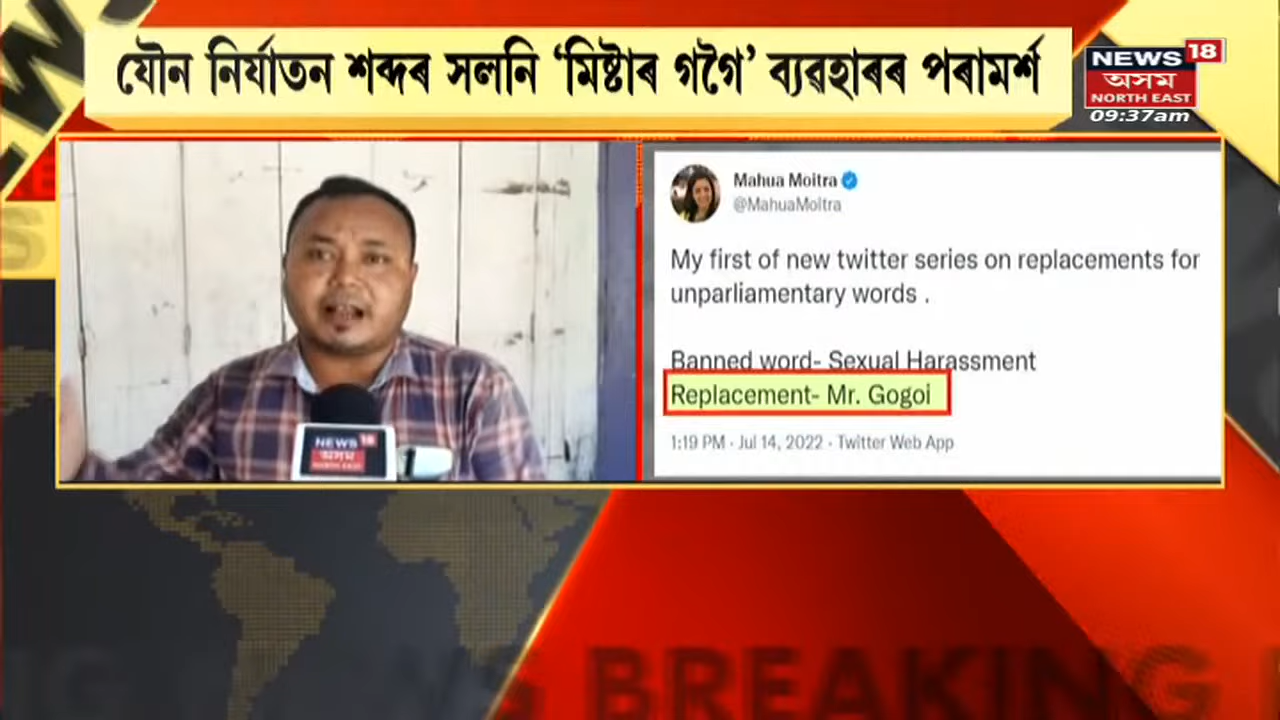 যৌন নিৰ্যাতন শব্দৰ সলনি ‘মিষ্টাৰ গগৈ’ ব্যৱহাৰৰ পৰামৰ্শ
NEWS 18
অসম
NORTH EAST
09:37am
Mahua Moitra
@MahuaMoitra
My first of new twitter series on replacements for
unparliamentary words .
Banned word- Sexual Harassment
Replacement- Mr. Gogoi
1:19 PM · Jul 14, 2022 · Twitter Web App
NEWS 18
অসম
NORTH EAST
BREAKING